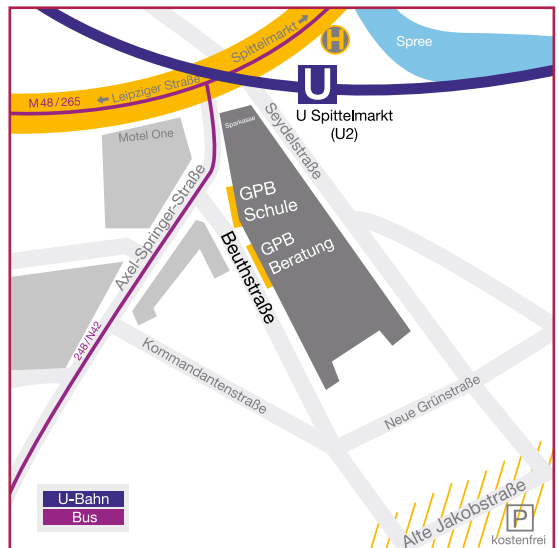 Spittelmarkt
H
Spree
M48/265
Leipziger Straße
U
U Spittelmarkt
(U2)
Sparkasse
Seydelstraße
Motel One
Axel-Springer-Straße
GPB
Schule
GPB
Beratung
Beuthstraße
248/N42
Kommandantenstraße
Neue Grünstraße
U-Bahn
Bus
Alte Jakobstraße
P
kostenfrei